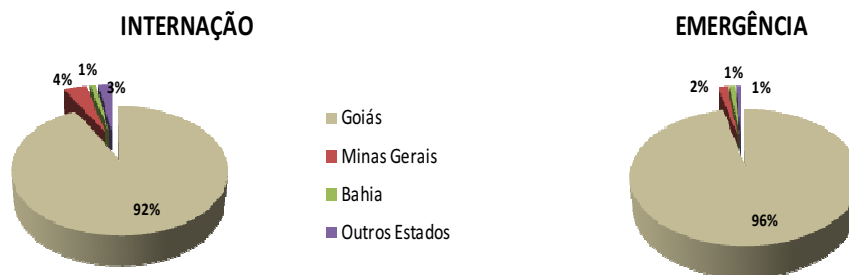 INTERNAÇÃO
4%
1%
3%
92%
Goiás
Minas Gerais
Bahia
Outros Estados
EMERGÊNCIA
2%
1%
1%
96%